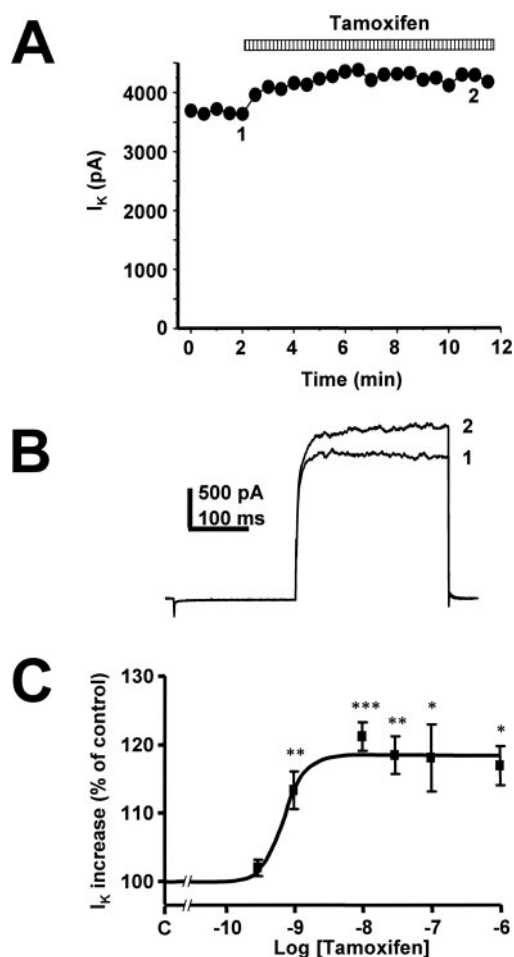 A
Tamoxifen
4000
3000
2000
1000
0
I_K (pA)
1
2
0 2 4 6 8 10 12
Time (min)
B
2
1
500 pA
100 ms
C
130
120
110
100
I_K increase (% of control)
**
***
**
*
*
C -10 -9 -8 -7 -6
Log [Tamoxifen]